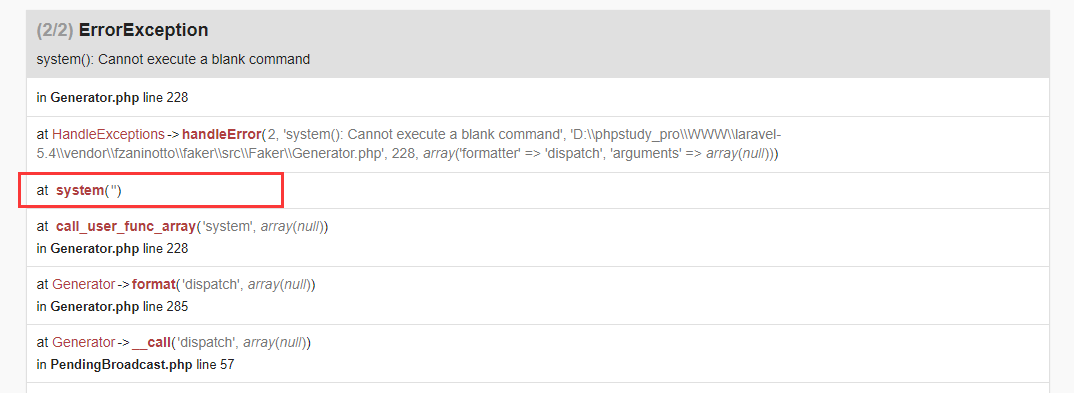 (2/2) ErrorException
system(): Cannot execute a blank command
in Generator.php line 228
at HandleExceptions->handleError(2, 'system(): Cannot execute a blank command', 'D:\\phpstudy_pro\\WWW\\laravel-
5.4\\vendor\\fzaninotto\\faker\\src\\Faker\\Generator.php', 228, array('formatter' => 'dispatch', 'arguments' => array(null)))
at system('')
at call_user_func_array('system', array(null))
in Generator.php line 228
at Generator->format('dispatch', array(null))
in Generator.php line 285
at Generator->__call('dispatch', array(null))
in PendingBroadcast.php line 57